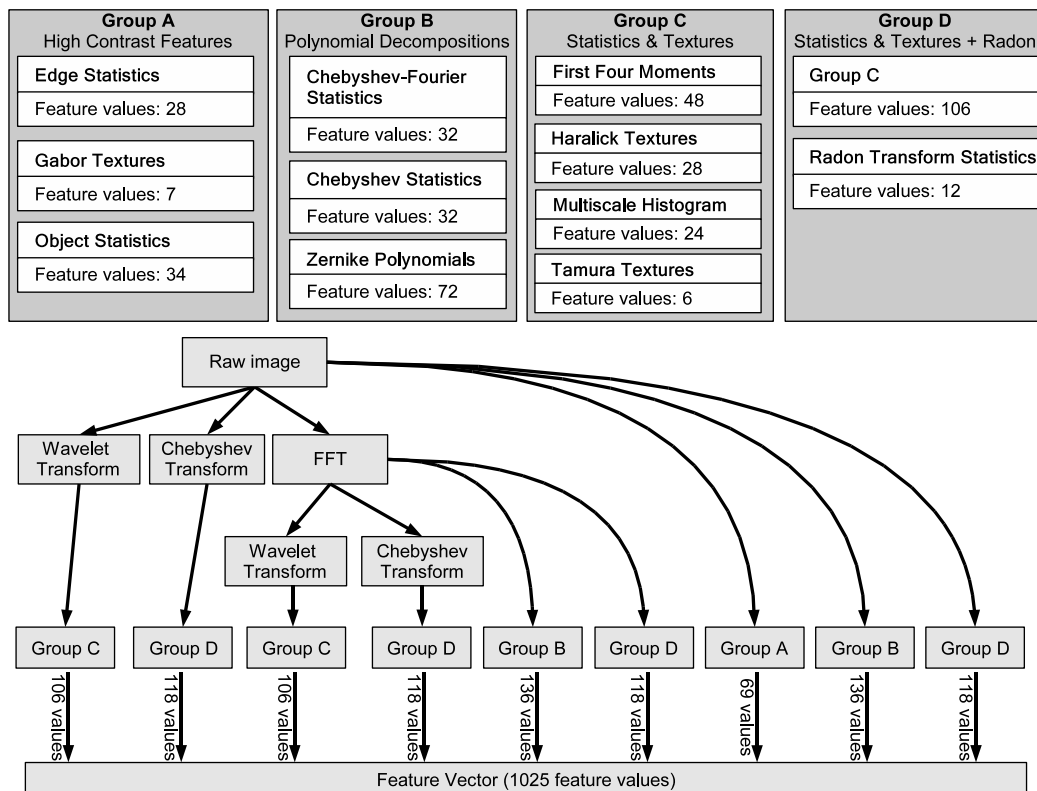 Group A
High Contrast Features
Edge Statistics
Feature values: 28
Gabor Textures
Feature values: 7
Object Statistics
Feature values: 34
Group B
Polynomial Decompositions
Chebyshev-Fourier
Statistics
Feature values: 32
Chebyshev Statistics
Feature values: 32
Zernike Polynomials
Feature values: 72
Group C
Statistics & Textures
First Four Moments
Feature values: 48
Haralick Textures
Feature values: 28
Multiscale Histogram
Feature values: 24
Tamura Textures
Feature values: 6
Group D
Statistics & Textures + Radon
Group C
Feature values: 106
Radon Transform Statistics
Feature values: 12
Raw image
Wavelet
Transform
Chebyshev
Transform
FFT
Wavelet
Transform
Chebyshev
Transform
Group C
Group D
Group C
Group D
Group B
Group D
Group A
Group B
Group D
106 values
118 values
106 values
118 values
136 values
118 values
69 values
136 values
118 values
Feature Vector (1025 feature values)